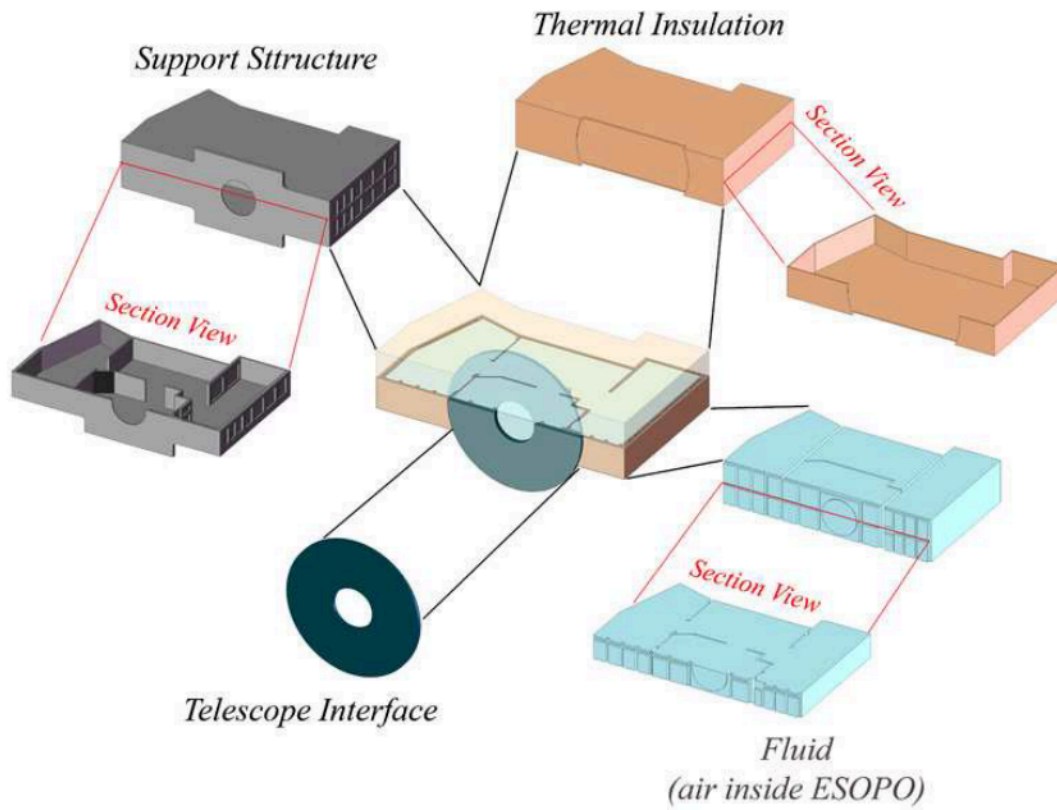 Thermal Insulation
Support Sttructure
Section View
Section View
Section View
Telescope Interface
Fluid
(air inside ESOPO)